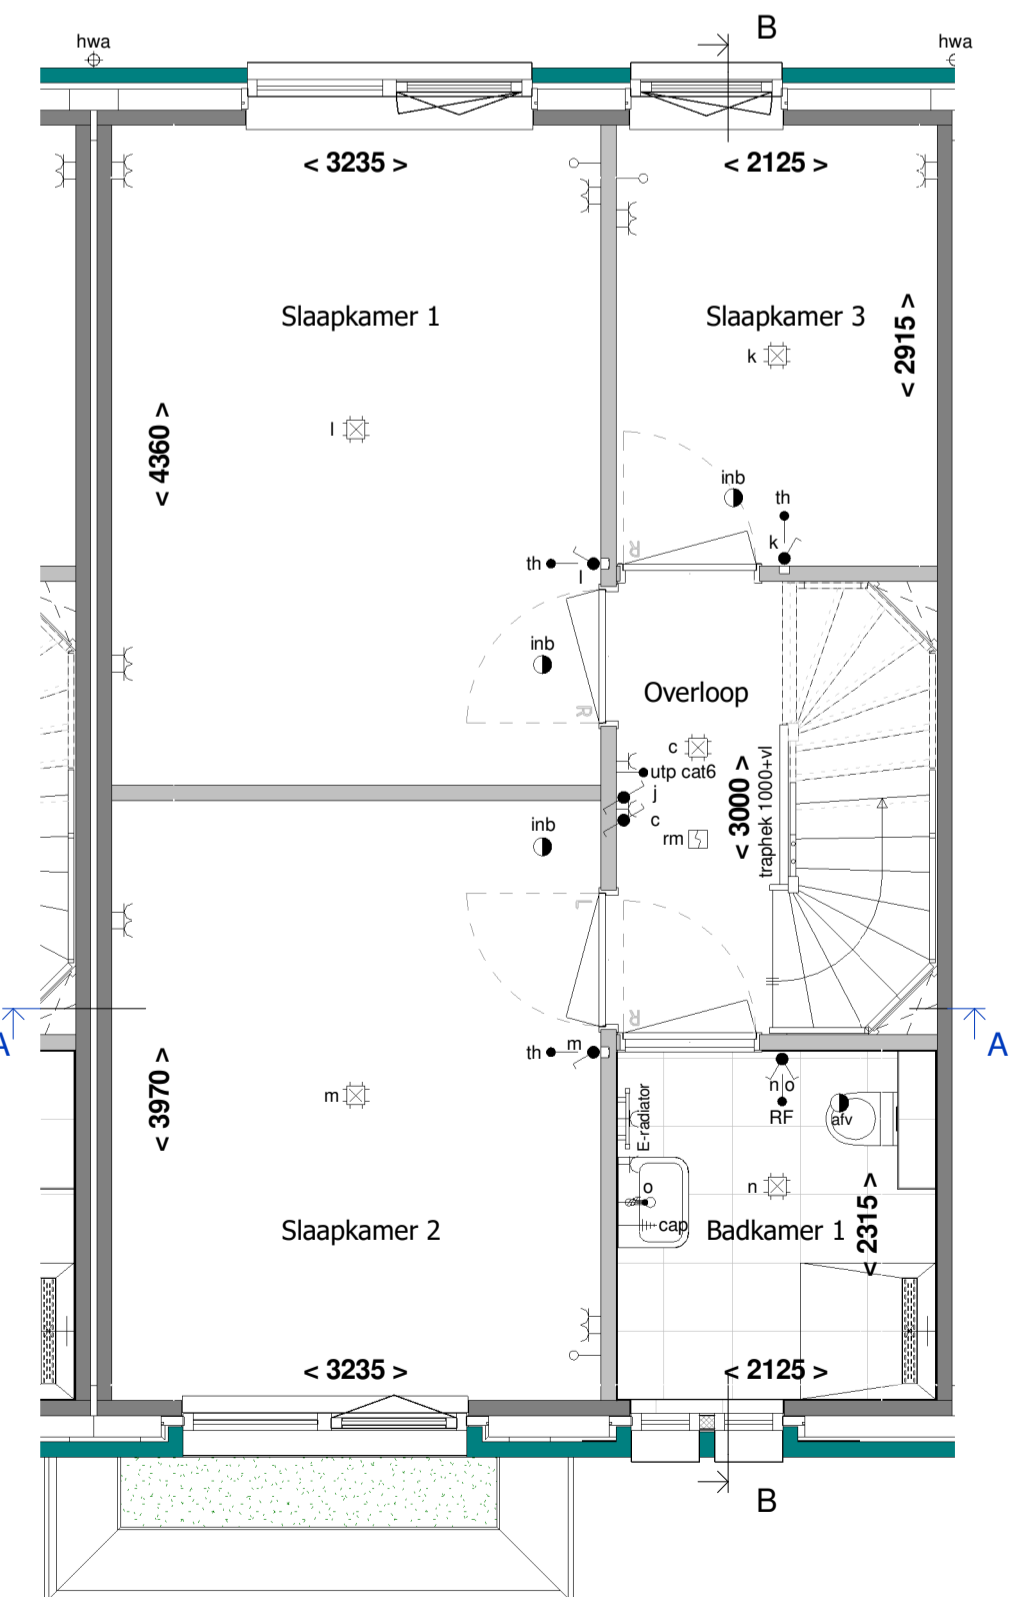 B
hwa
hwa
< 3235 >
< 2125 >
Slaapkamer 1
Slaapkamer 3
< 2915 >
k
l
< 4360 >
inb
th
R
k
th
l
inb
R
Overloop
c
utp cat6
j
c
rm
< 3000 >
traphek 1000+vl
inb
L
R
A
A
th
m
n
o
RF
afv
E-radiator
m
< 3970 >
o
n
cap
Slaapkamer 2
Badkamer 1
< 2315 >
< 3235 >
< 2125 >
B